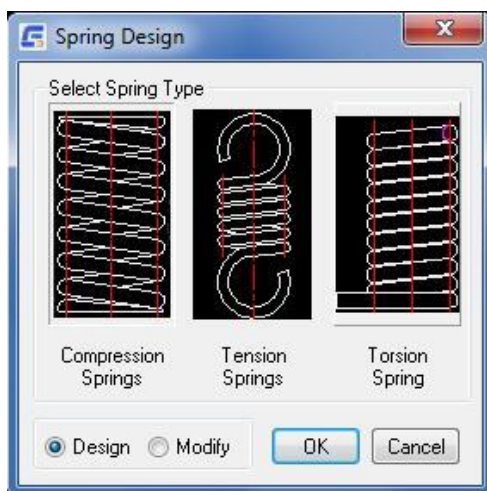 Spring Design
Select Spring Type
Compression
Springs
Tension
Springs
Torsion
Spring
Design
Modify
OK
Cancel